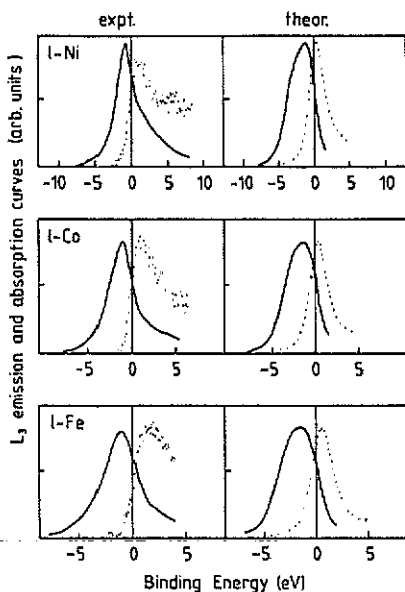 expt. theor.
L₃ emission and absorption curves (arb. units)
l-Ni
-10 -5 0 5 10 -10 -5 0 5 10
l-Co
-5 0 5 -5 0 5
l-Fe
-5 0 5 -5 0 5
Binding Energy (eV)